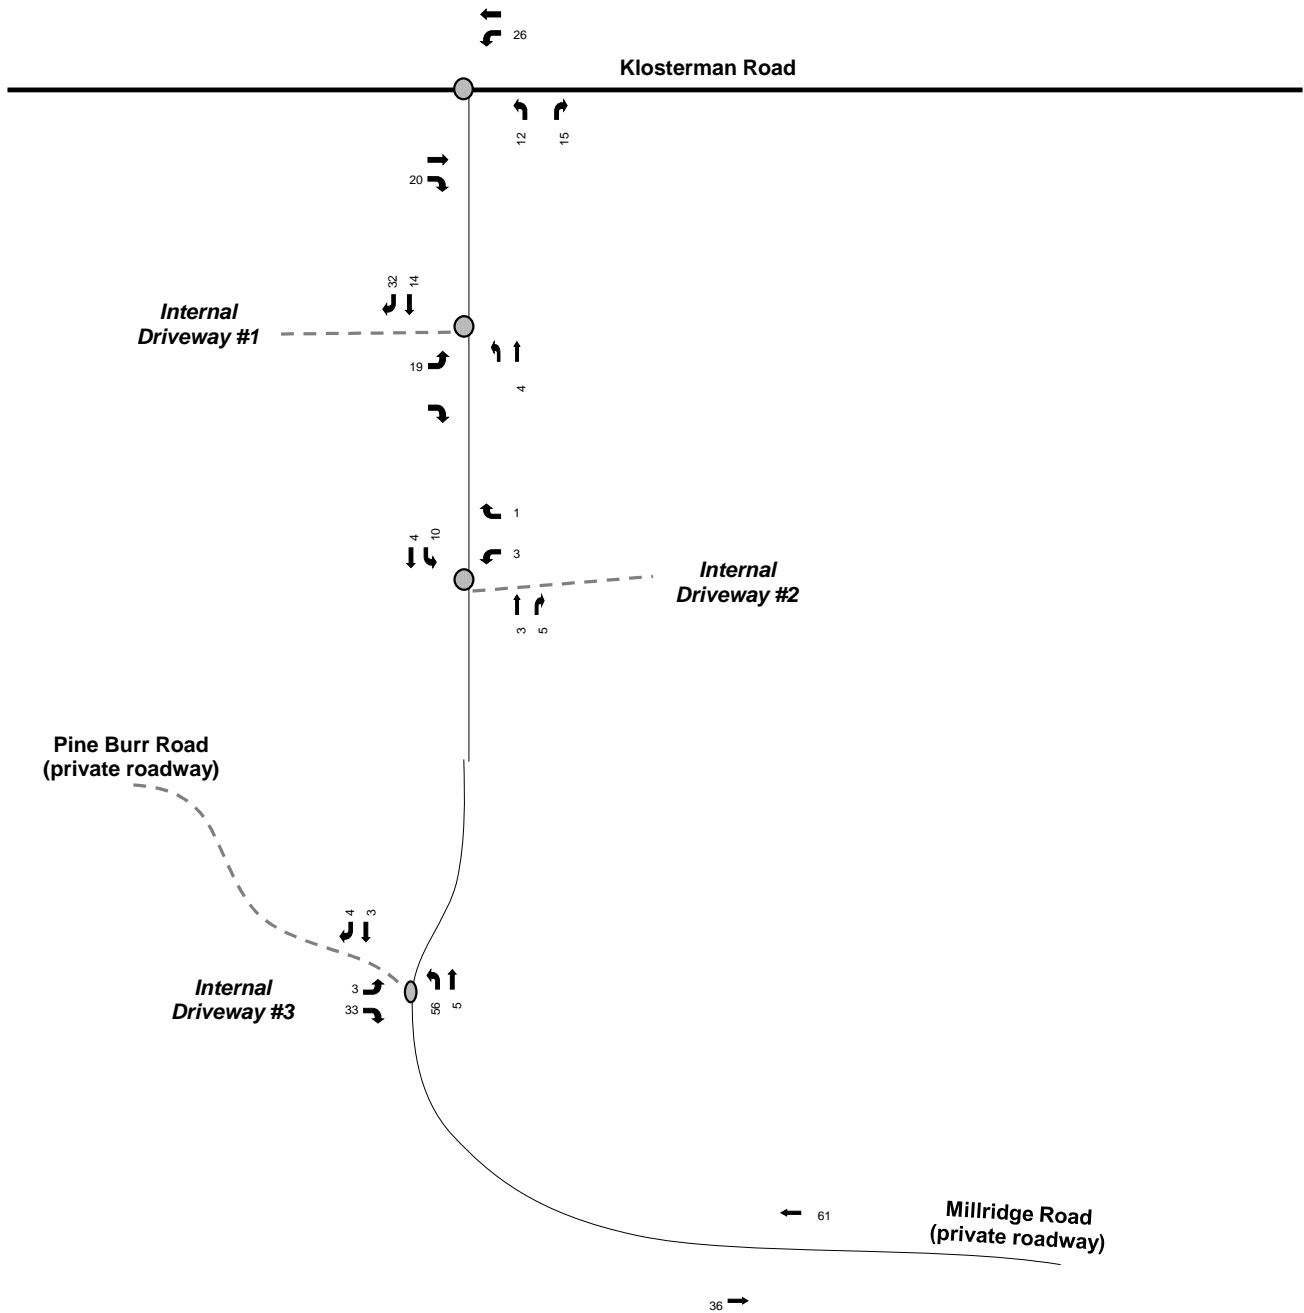 26
Klosterman Road
12 15
20
32 14
Internal
Driveway #1
19
4
1
4 10
3
Internal
Driveway #2
3 5
Pine Burr Road
(private roadway)
4 3
Internal
Driveway #3
3
33
56 5
Millridge Road
(private roadway)
61
36